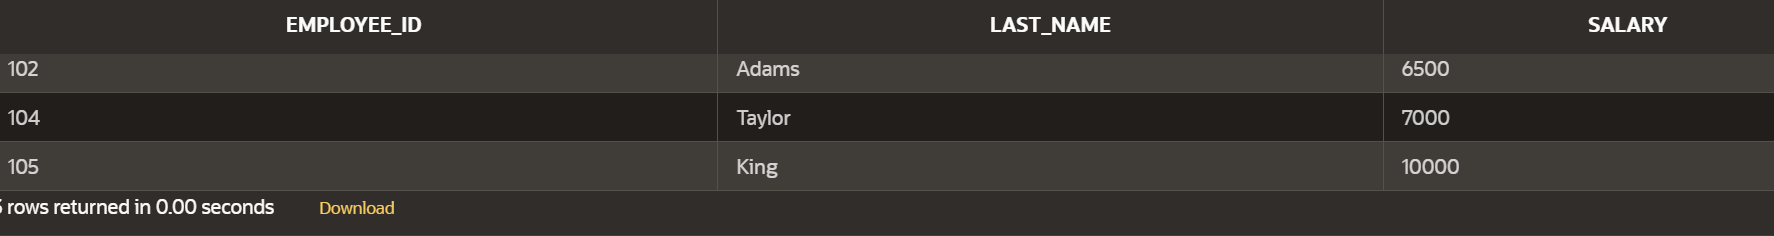 EMPLOYEE_ID LAST_NAME SALARY
102 Adams 6500
104 Taylor 7000
105 King 10000
rows returned in 0.00 seconds Download